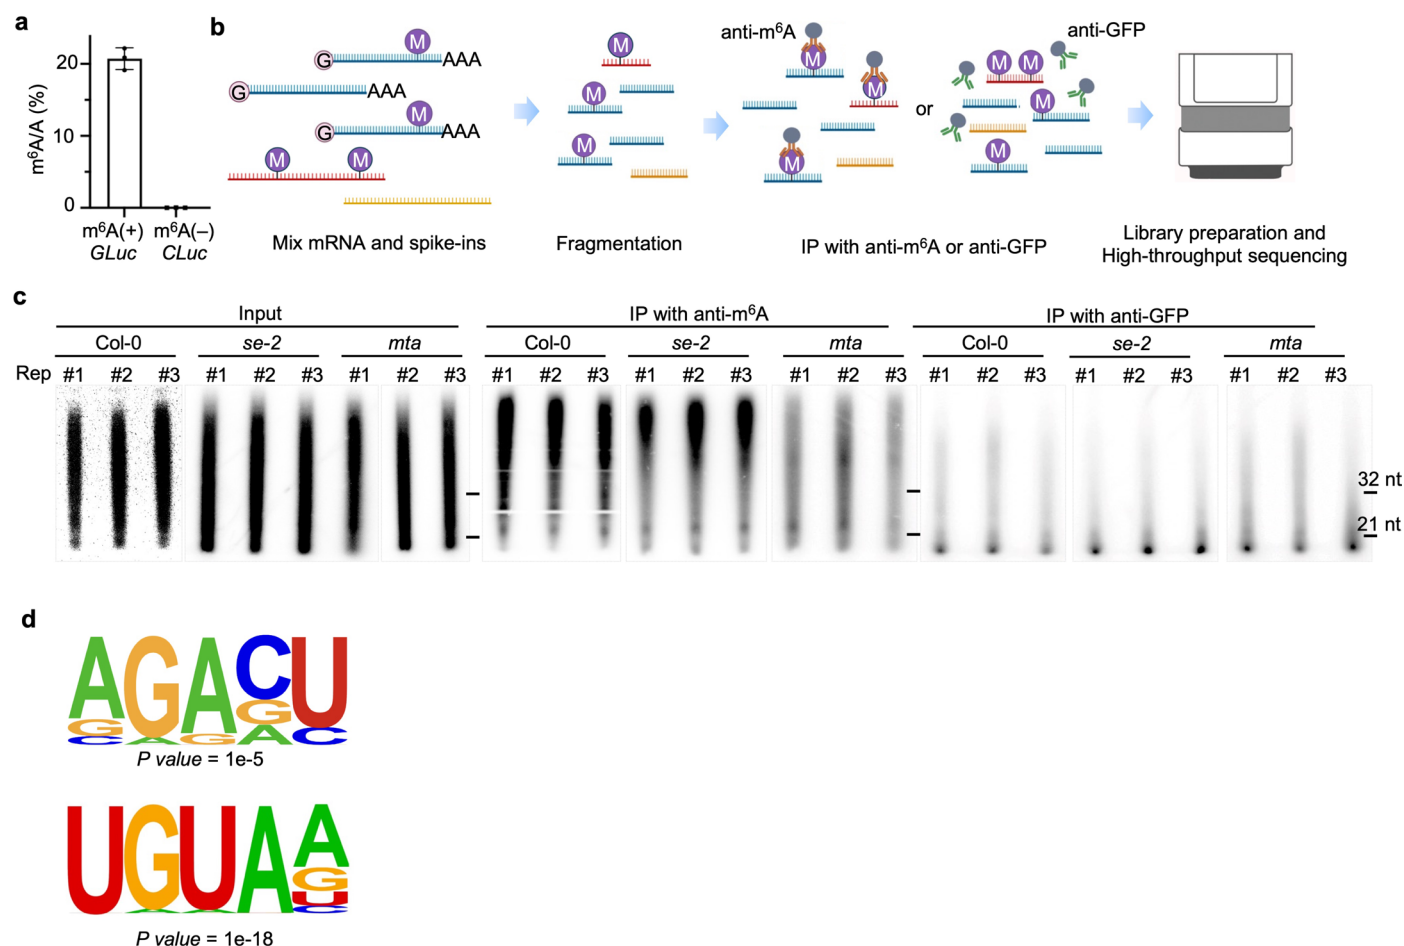 a
b
20
10
0
m⁶A/A (%)
m⁶A(+) m⁶A(–)
GLuc CLuc
M
G AAA
G AAA
M
G AAA
M M
Mix mRNA and spike-ins
M
M
M
Fragmentation
anti-m⁶A
M
M
M
or
anti-GFP
M M
M
M
IP with anti-m⁶A or anti-GFP
Library preparation and
High-throughput sequencing
c
Input IP with anti-m⁶A IP with anti-GFP
Col-0 se-2 mta Col-0 se-2 mta Col-0 se-2 mta
Rep #1 #2 #3 #1 #2 #3 #1 #2 #3 #1 #2 #3 #1 #2 #3 #1 #2 #3 #1 #2 #3 #1 #2 #3 #1 #2 #3
32 nt
21 nt
d
AGACU
GGG
CAGAC
P value = 1e-5
UGUAA
G
U
AAC
P value = 1e-18